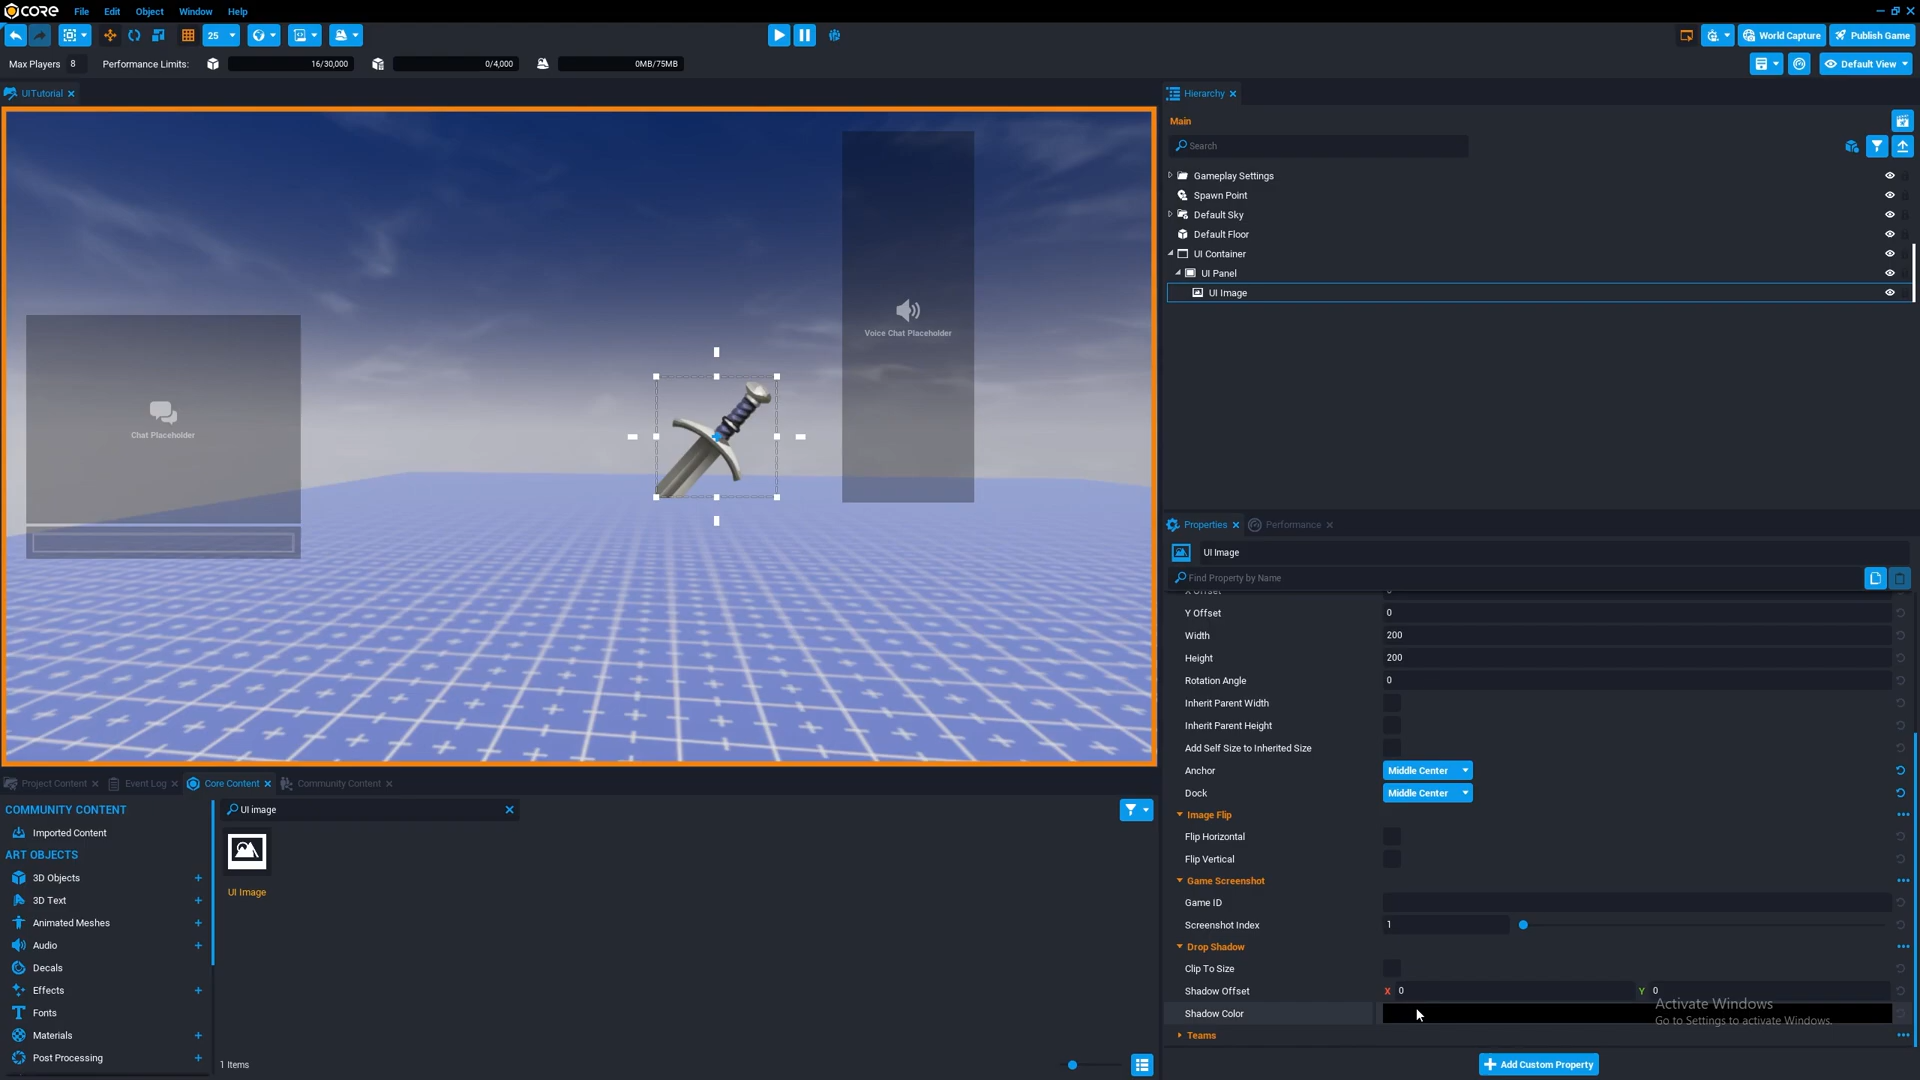 CORE
File Edit Object Window Help
25
World Capture
Publish Game
Max Players 8 Performance Limits: 16/30,000 0/4,000 0MB/75MB
Default View
UITutorial
Hierarchy
Main
Search
Gameplay Settings
Spawn Point
Default Sky
Default Floor
UI Container
UI Panel
UI Image
Voice Chat Placeholder
Chat Placeholder
Properties
Performance
UI Image
Find Property by Name
X Offset 0
Y Offset 0
Width 200
Height 200
Rotation Angle 0
Inherit Parent Width
Inherit Parent Height
Add Self Size to Inherited Size
Anchor Middle Center
Dock Middle Center
Image Flip
Flip Horizontal
Flip Vertical
Game Screenshot
Game ID
Screenshot Index 1
Drop Shadow
Clip To Size
Shadow Offset X 0 Y 0
Shadow Color
Teams
Activate Windows
Go to Settings to activate Windows.
Add Custom Property
Project Content
Event Log
Core Content
Community Content
COMMUNITY CONTENT
Imported Content
ART OBJECTS
3D Objects
3D Text
Animated Meshes
Audio
Decals
Effects
Fonts
Materials
Post Processing
UI image
UI Image
1 Items